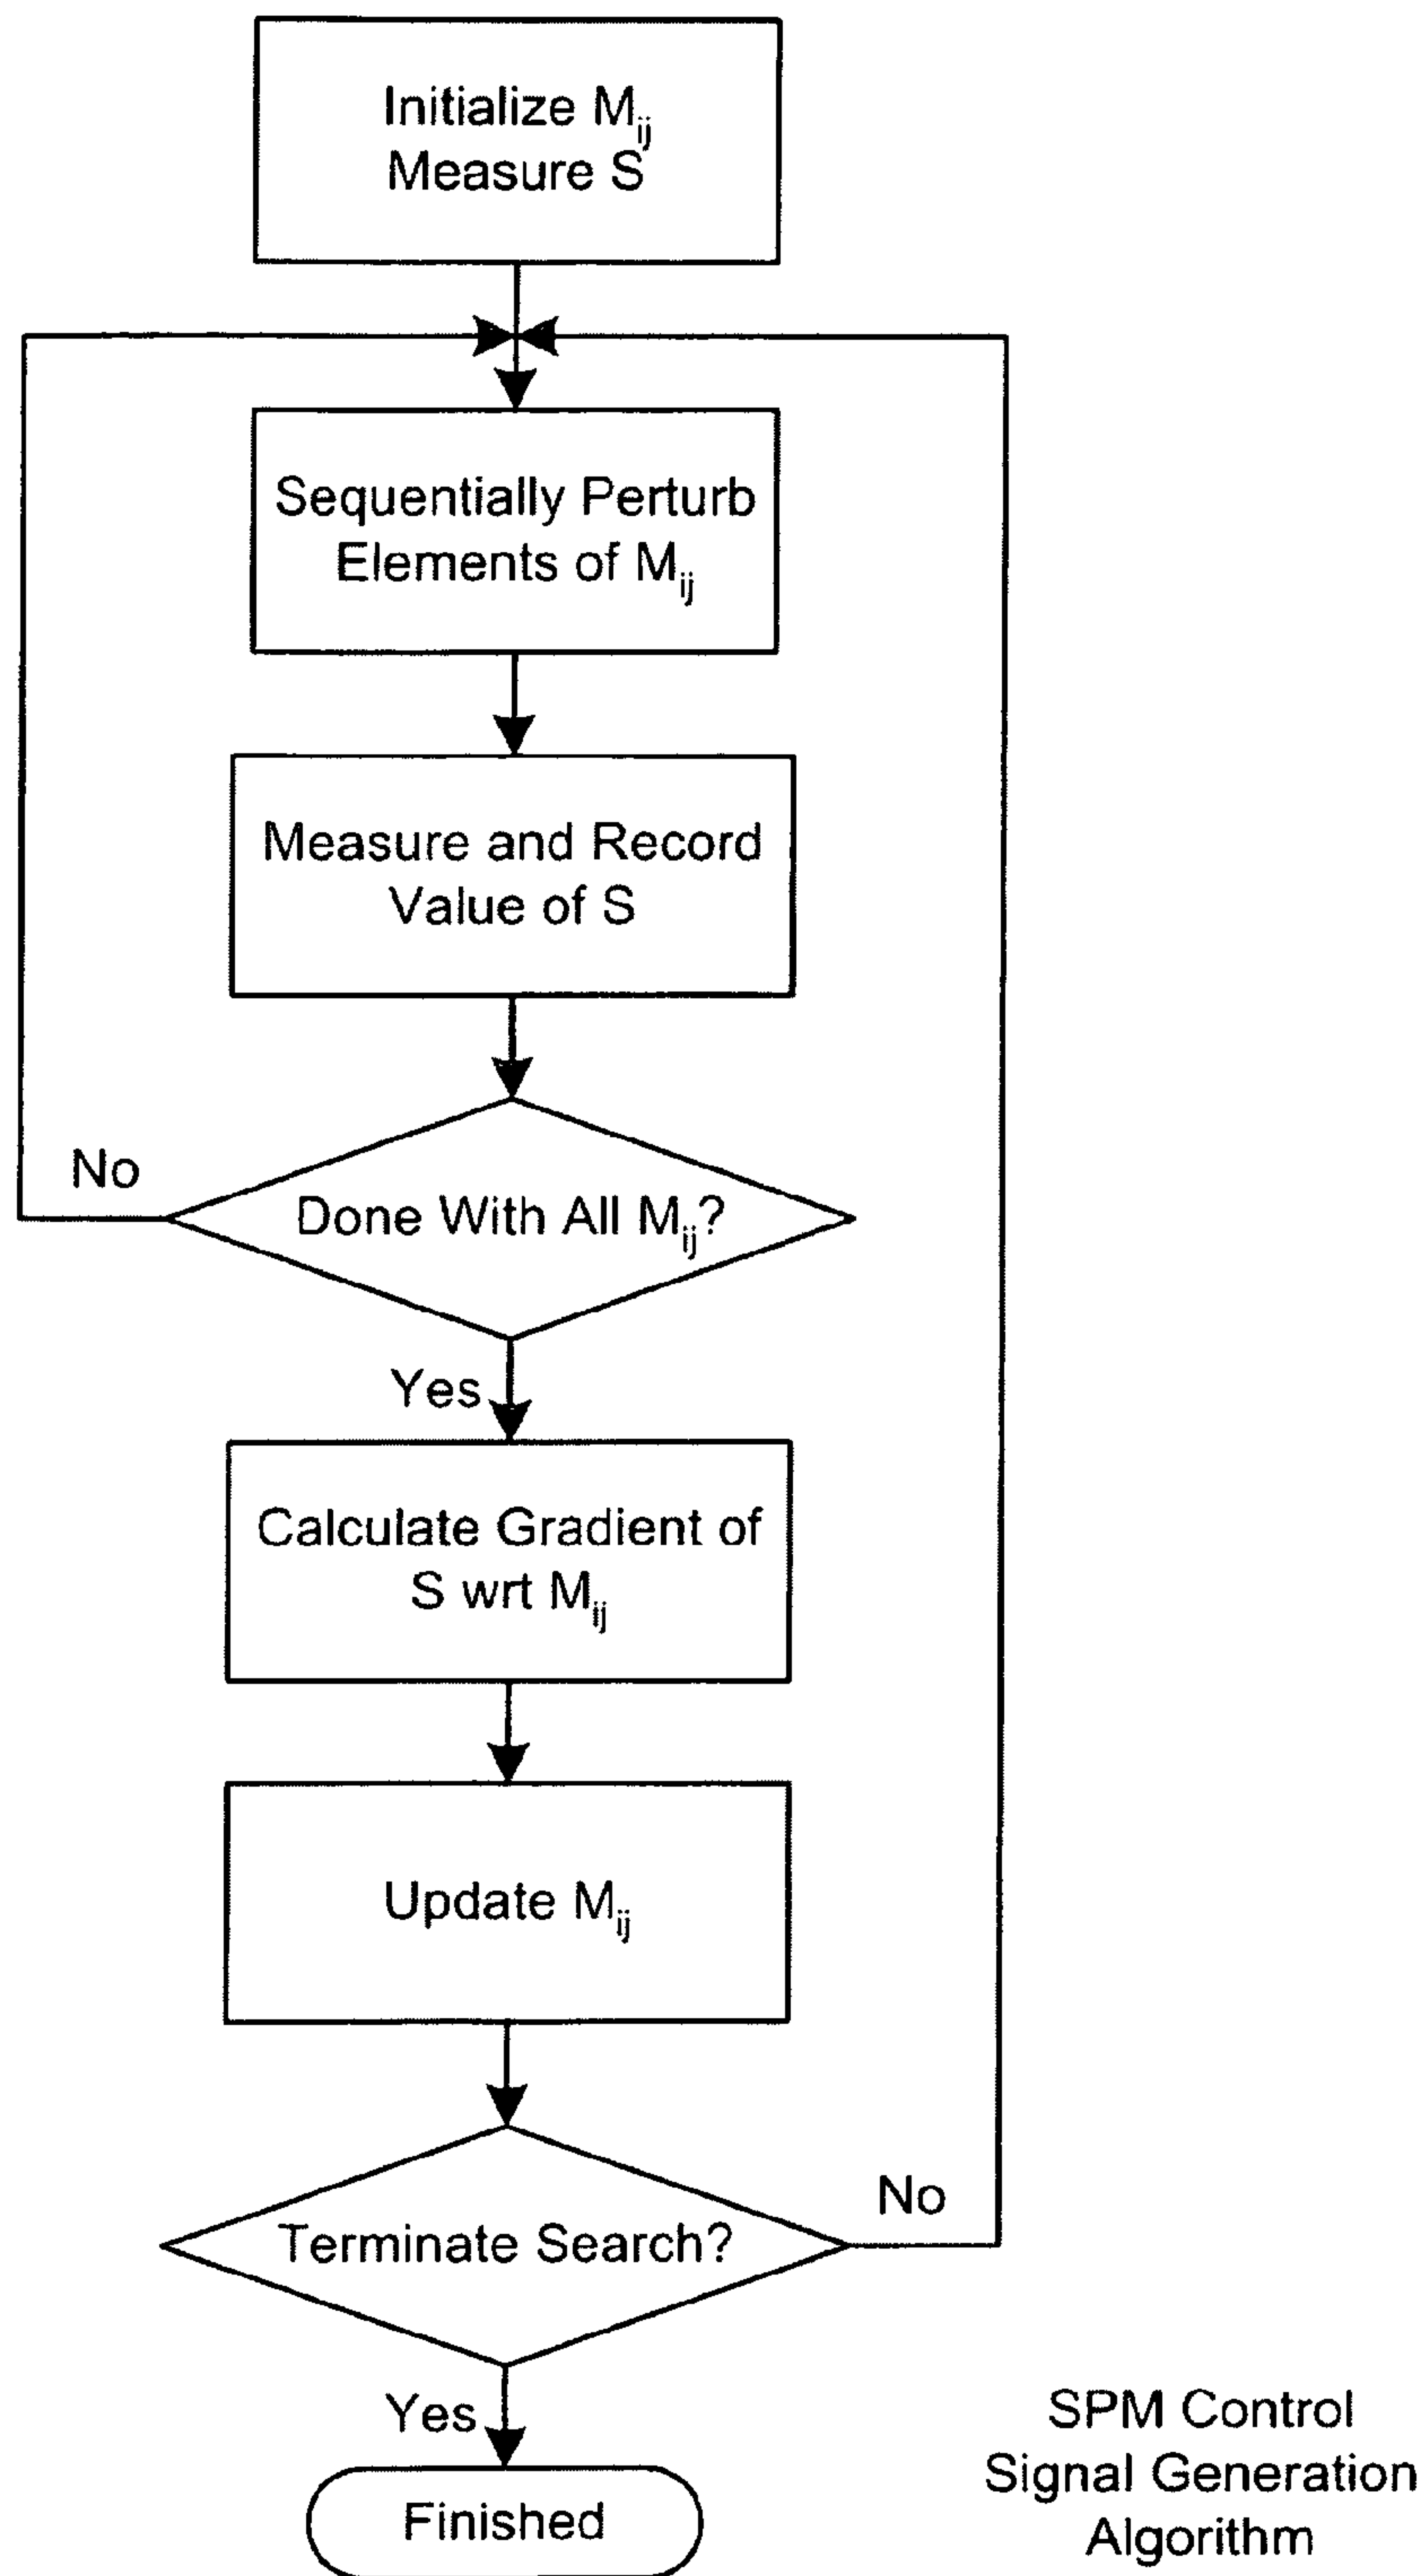 Initialize M_ij
Measure S
Sequentially Perturb
Elements of M_ij
Measure and Record
Value of S
No
Done With All M_ij?
Yes
Calculate Gradient of
S wrt M_ij
Update M_ij
No
Terminate Search?
Yes
Finished
SPM Control
Signal Generation
Algorithm